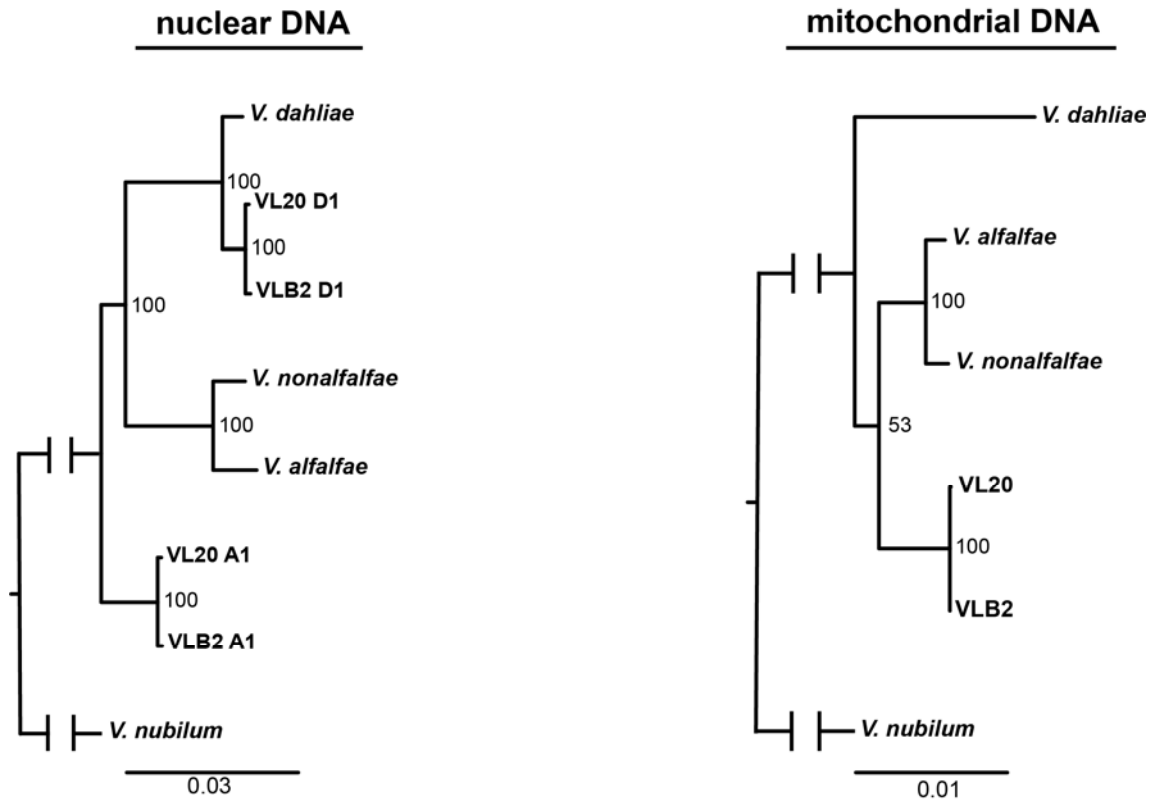 nuclear DNA
V. dahliae
100
VL20 D1
100
VLB2 D1
100
V. nonalfalfae
100
V. alfalfae
VL20 A1
100
VLB2 A1
V. nubilum
0.03
mitochondrial DNA
V. dahliae
V. alfalfae
100
V. nonalfalfae
53
VL20
100
VLB2
V. nubilum
0.01